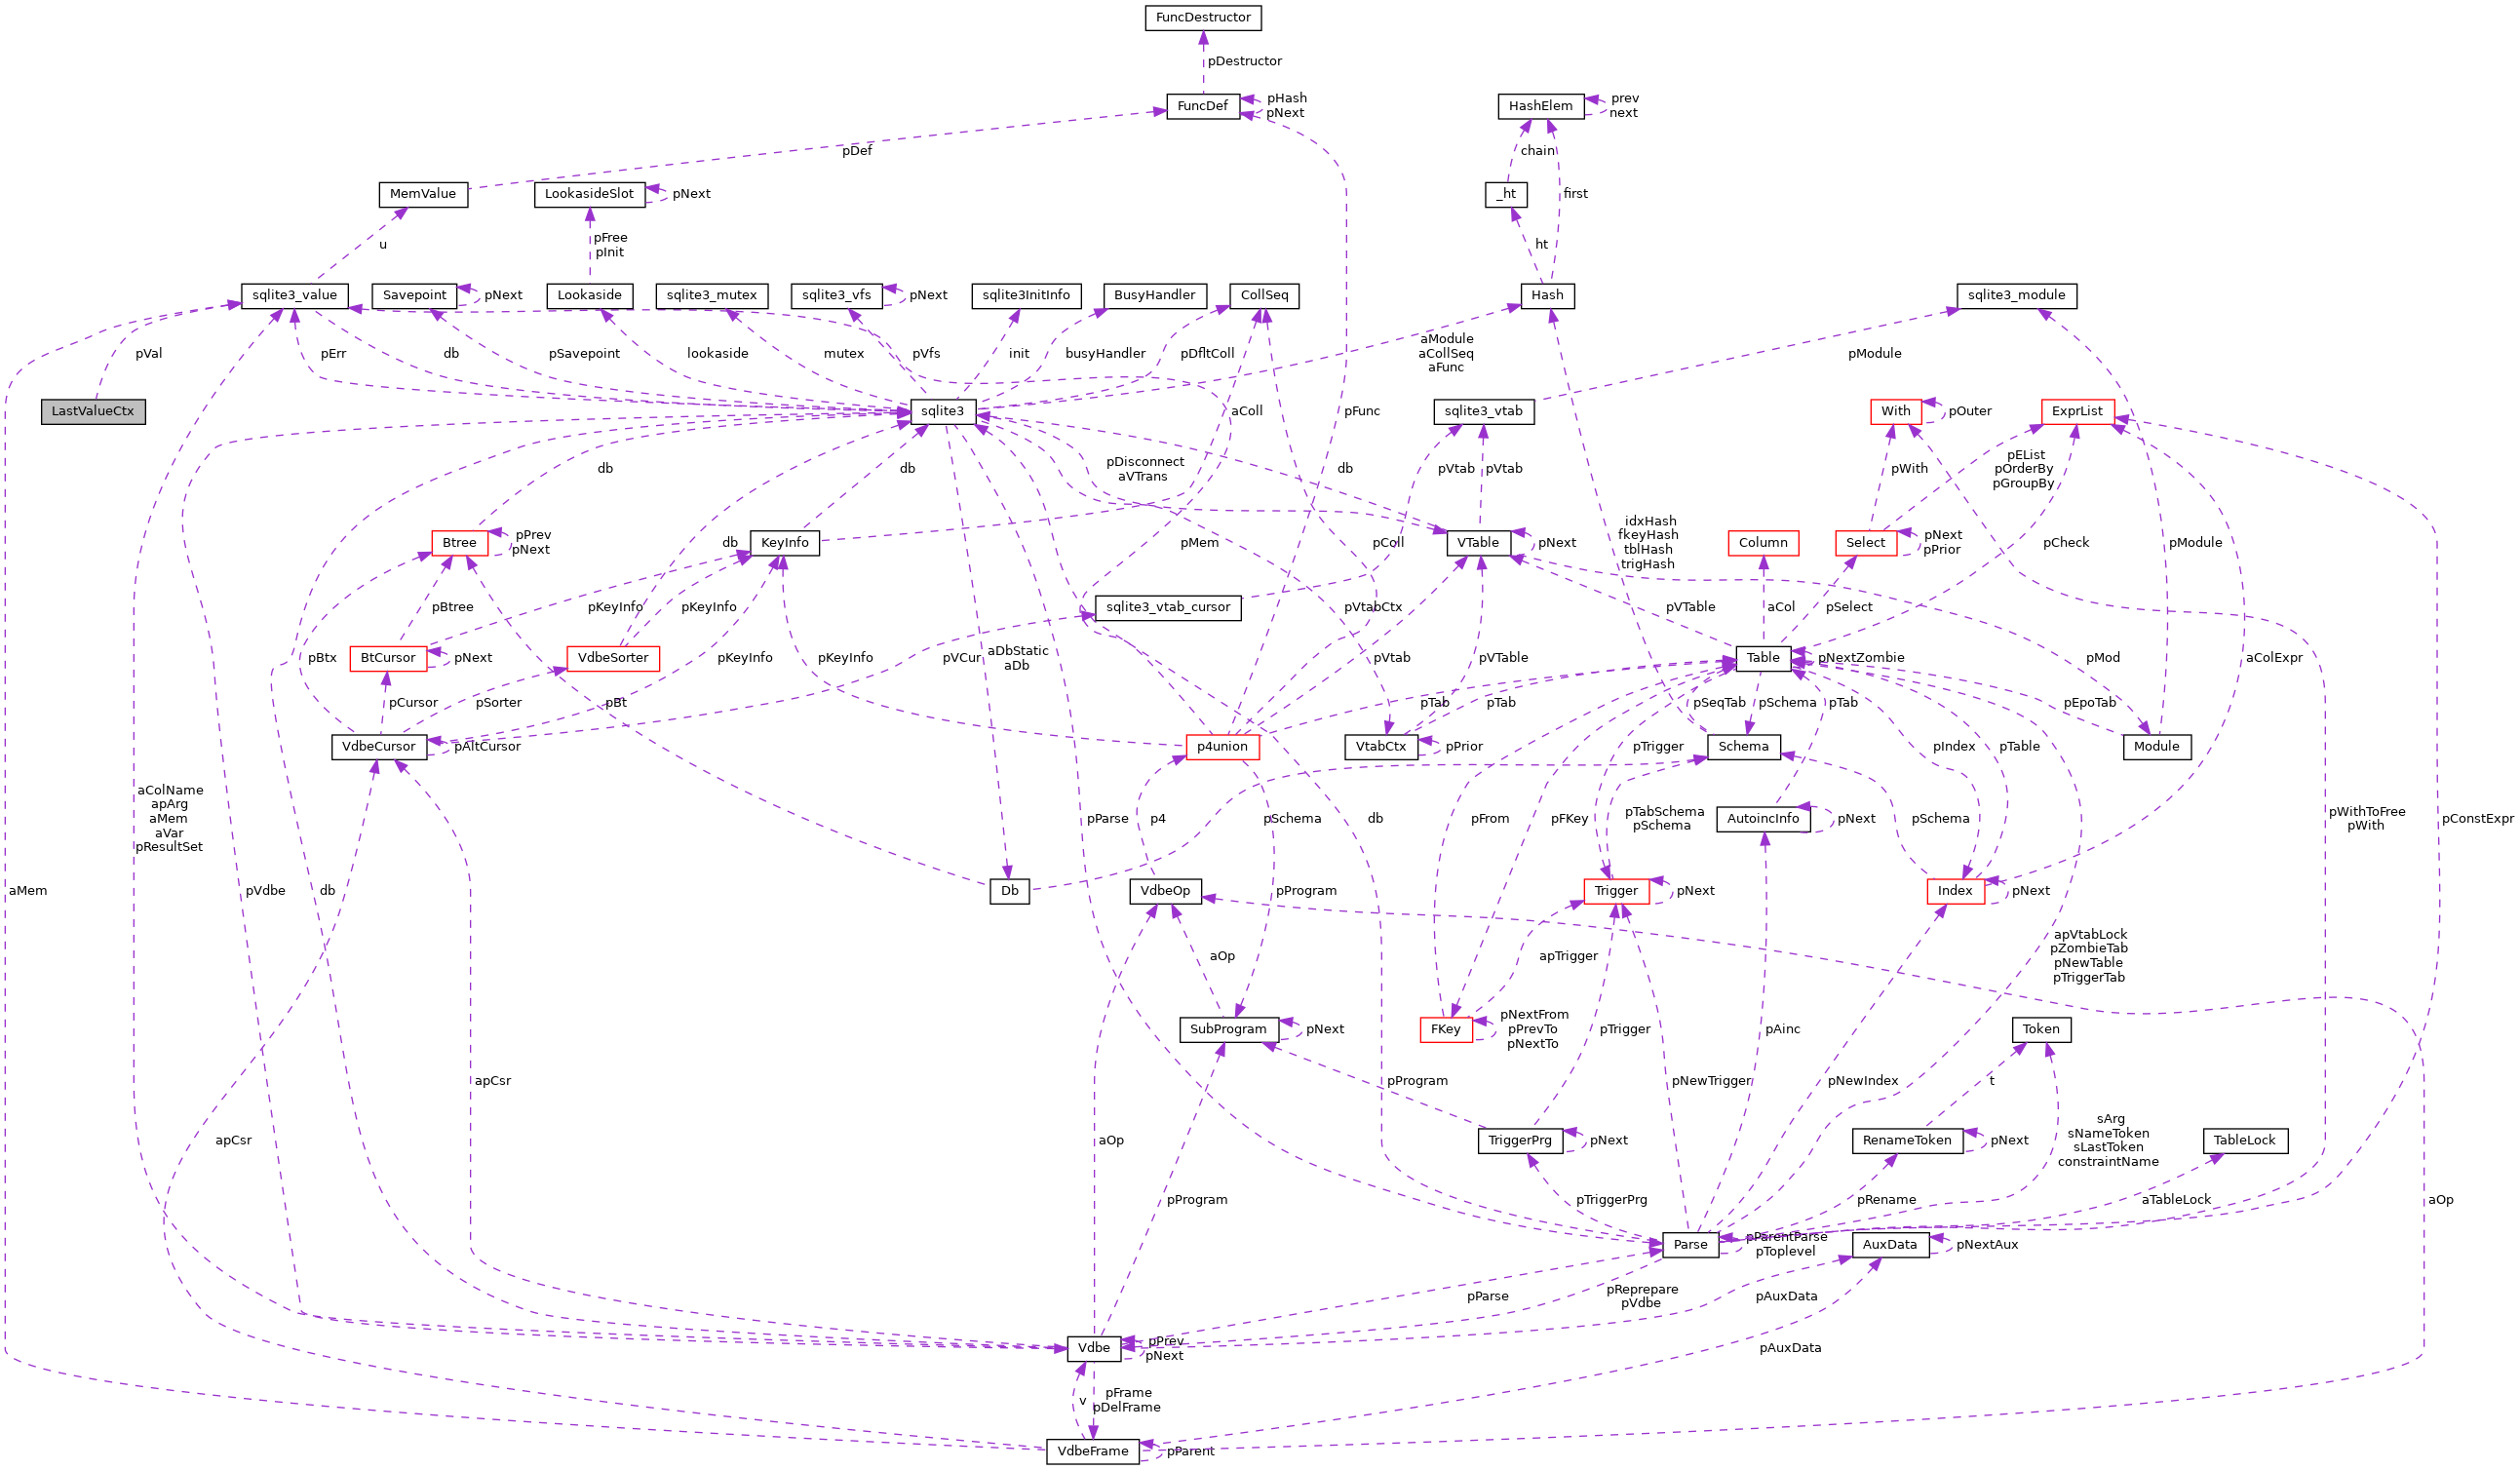 FuncDestructor
pDestructor
FuncDef
pHash
pNext
HashElem
prev
next
pDef
chain
MemValue
LookasideSlot
pNext
_ht
first
u
pFree
pInit
ht
sqlite3_value
Savepoint
pNext
Lookaside
sqlite3_mutex
sqlite3_vfs
pNext
sqlite3InitInfo
BusyHandler
CollSeq
Hash
sqlite3_module
pVal
pErr
db
pSavepoint
lookaside
mutex
pVfs
init
busyHandler
pDfltColl
aModule
aCollSeq
aFunc
pModule
LastValueCtx
sqlite3
aColl
pFunc
sqlite3_vtab
With
pOuter
ExprList
db
db
pDisconnect
aVTrans
db
pVtab
pVtab
pWith
pEList
pOrderBy
pGroupBy
Btree
pPrev
pNext
db
KeyInfo
pMem
pColl
VTable
pNext
idxHash
fkeyHash
tblHash
trigHash
Column
Select
pNext
pPrior
pCheck
pModule
pBtree
pKeyInfo
pKeyInfo
sqlite3_vtab_cursor
pVtabCtx
pVTable
aCol
pSelect
pBtx
BtCursor
pNext
VdbeSorter
pKeyInfo
pKeyInfo
pVCur
aDbStatic
aDb
pVtab
pVTable
Table
pNextZombie
pMod
aColExpr
pCursor
pSorter
pBt
pTab
pTab
pSeqTab
pSchema
pTab
pEpoTab
VdbeCursor
pAltCursor
p4union
VtabCtx
pPrior
pTrigger
Schema
pIndex
pTable
Module
aColName
apArg
aMem
aVar
pResultSet
pParse
p4
pSchema
db
pFrom
pFKey
pTabSchema
pSchema
AutoincInfo
pNext
pSchema
pWithToFree
pWith
pConstExpr
aMem
pVdbe
db
Db
VdbeOp
pProgram
Trigger
pNext
Index
pNext
aOp
apTrigger
apVtabLock
pZombieTab
pNewTable
pTriggerTab
SubProgram
pNext
FKey
pNextFrom
pPrevTo
pNextTo
pTrigger
pAinc
Token
apCsr
pProgram
pNewTrigger
pNewIndex
t
apCsr
aOp
TriggerPrg
pNext
RenameToken
pNext
sArg
sNameToken
sLastToken
constraintName
TableLock
pProgram
pTriggerPrg
pRename
aTableLock
aOp
Parse
pParentParse
pToplevel
AuxData
pNextAux
pParse
pReprepare
pVdbe
pAuxData
Vdbe
pPrev
pNext
pAuxData
v
pFrame
pDelFrame
VdbeFrame
pParent